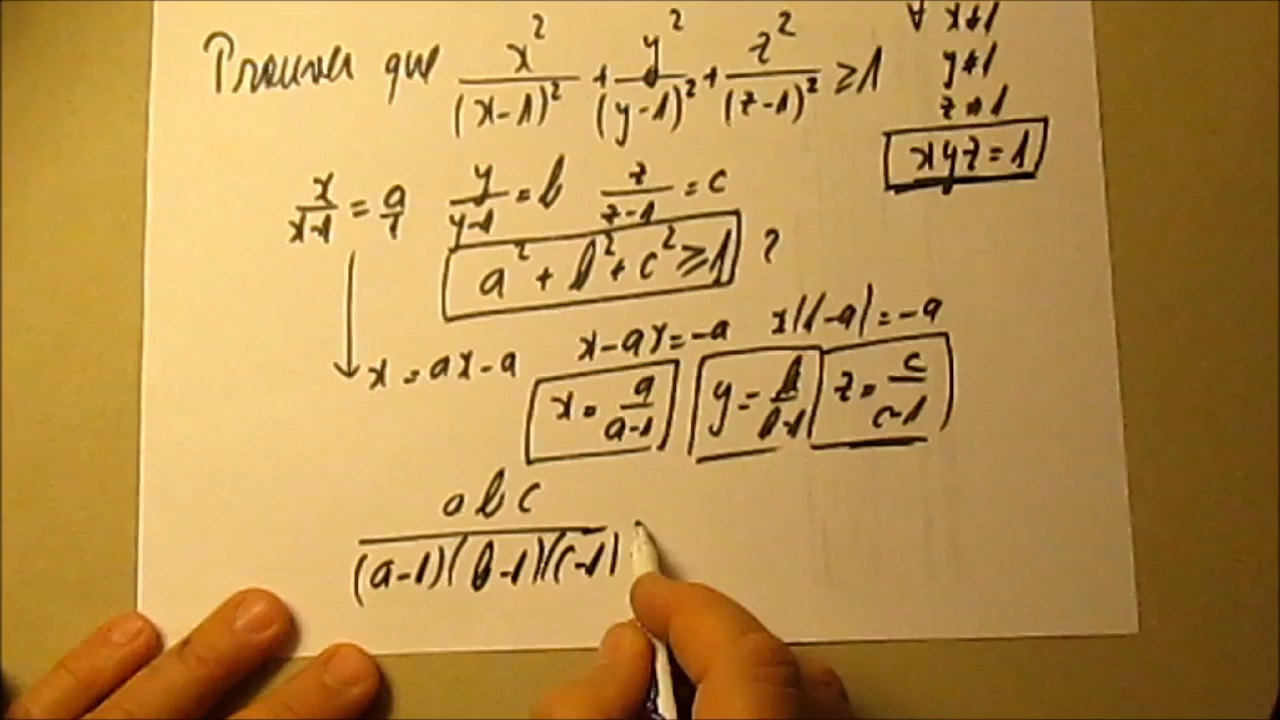 Prouver que x²/(x-1)² + y²/(y-1)² + z²/(z-1)² ≥ 1
∀ x≠1
y≠1
z≠1
xyz = 1
x/(x-1) = a/1 y/(y-1) = b z/(z-1) = c
a² + b² + c² ≥ 1 ?
x = ax - a x - ax = -a x(1-a) = -a
x = a/(a-1) y = b/(b-1) z = c/(c-1)
abc/((a-1)(b-1)(c-1))